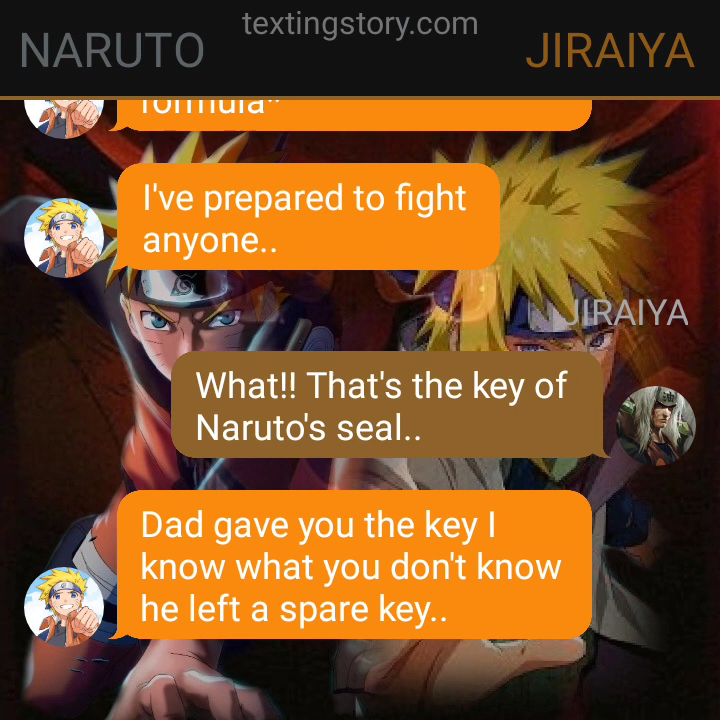 textingstory.com
NARUTO
JIRAIYA
formula"
I've prepared to fight
anyone..
JIRAIYA
What!! That's the key of
Naruto's seal..
Dad gave you the key I
know what you don't know
he left a spare key..